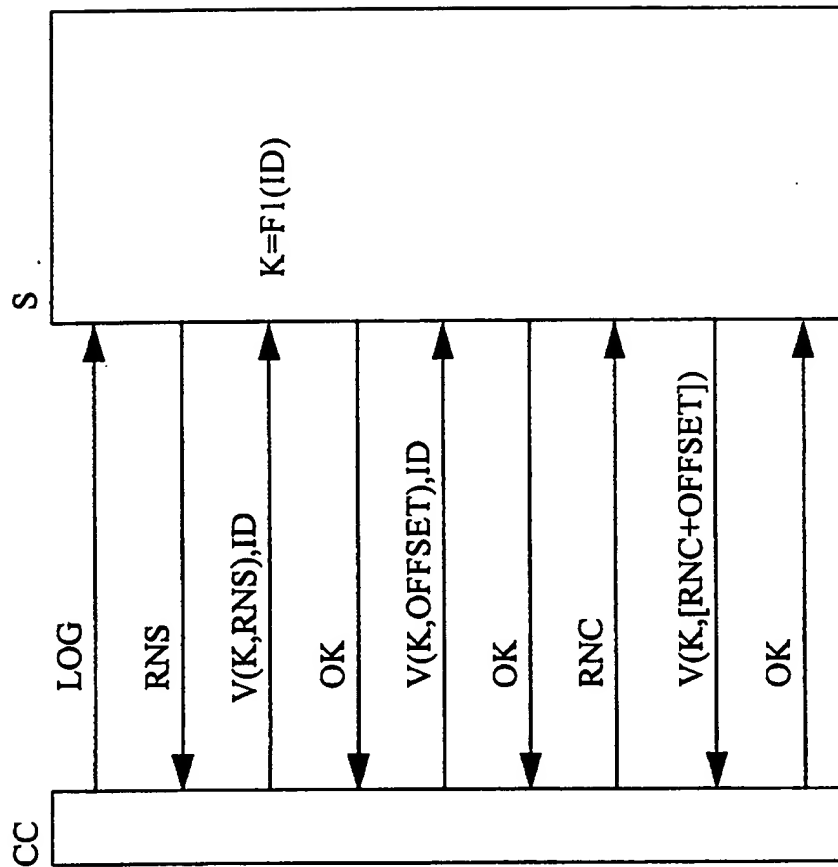 CC
S
LOG
RNS
V(K,RNS),ID
K=F1(ID)
OK
V(K,OFFSET),ID
OK
RNC
V(K,[RNC+OFFSET])
OK